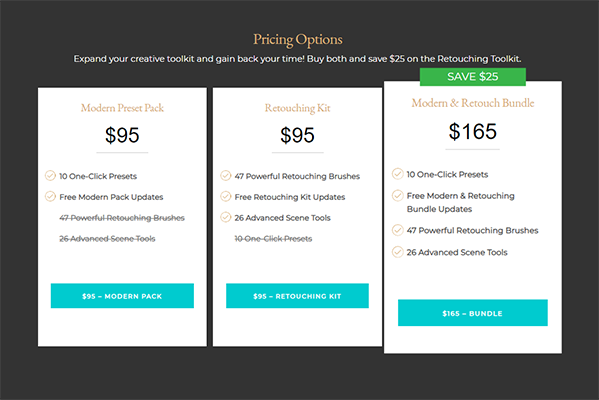 Pricing Options
Expand your creative toolkit and gain back your time! Buy both and save $25 on the Retouching Toolkit.
Modern Preset Pack
$95
10 One-Click Presets
Free Modern Pack Updates
47 Powerful Retouching Brushes
26 Advanced Scene Tools
$95 – MODERN PACK
Retouching Kit
$95
47 Powerful Retouching Brushes
Free Retouching Kit Updates
26 Advanced Scene Tools
10 One-Click Presets
$95 – RETOUCHING KIT
SAVE $25
Modern & Retouch Bundle
$165
10 One-Click Presets
Free Modern & Retouching
Bundle Updates
47 Powerful Retouching Brushes
26 Advanced Scene Tools
$165 – BUNDLE